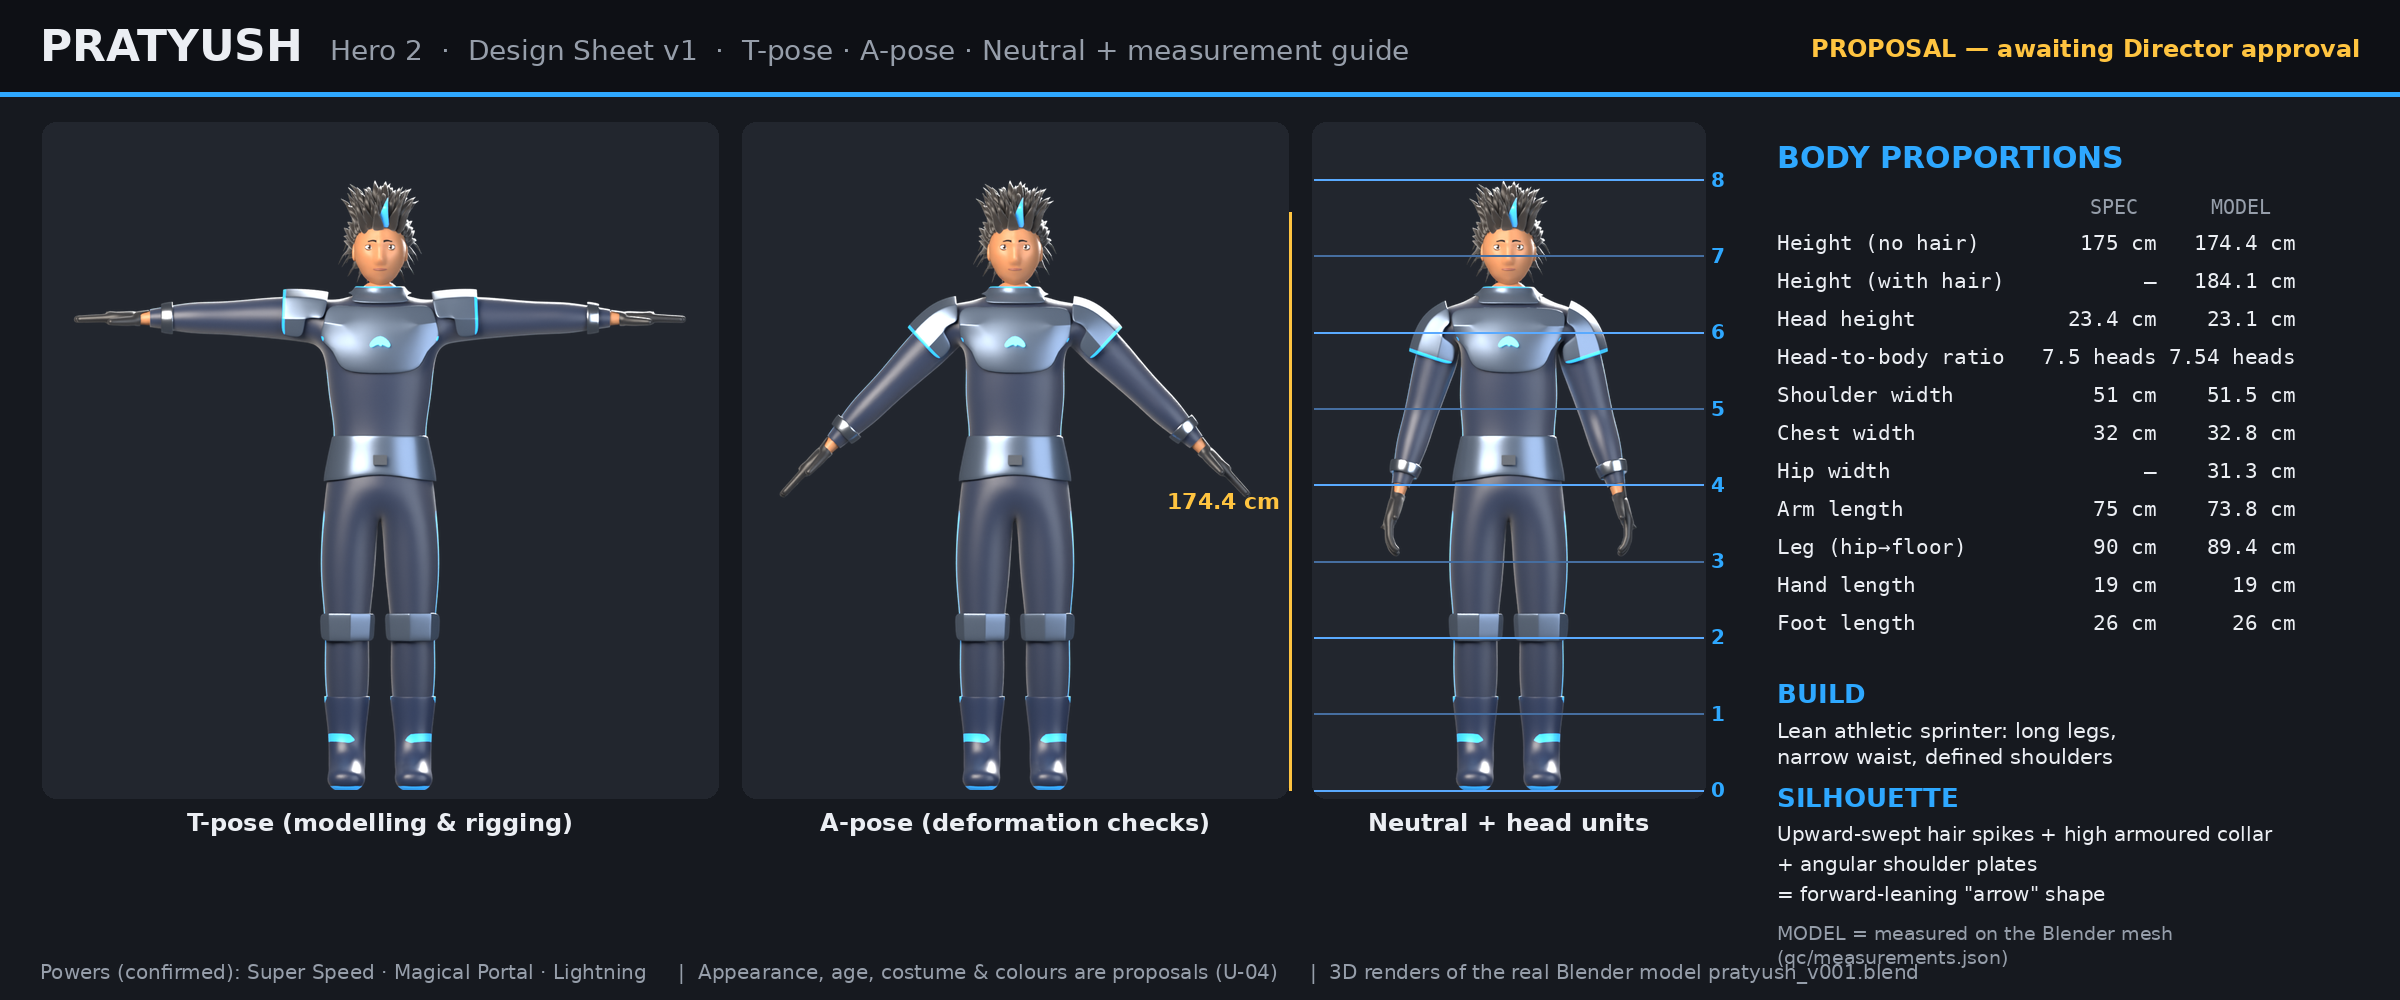 PRATYUSH Hero 2 · Design Sheet v1 · T-pose · A-pose · Neutral + measurement guide
PROPOSAL — awaiting Director approval
174.4 cm
8
7
6
5
4
3
2
1
0
T-pose (modelling & rigging)
A-pose (deformation checks)
Neutral + head units
BODY PROPORTIONS
SPEC MODEL
Height (no hair) 175 cm 174.4 cm
Height (with hair) — 184.1 cm
Head height 23.4 cm 23.1 cm
Head-to-body ratio 7.5 heads 7.54 heads
Shoulder width 51 cm 51.5 cm
Chest width 32 cm 32.8 cm
Hip width — 31.3 cm
Arm length 75 cm 73.8 cm
Leg (hip→floor) 90 cm 89.4 cm
Hand length 19 cm 19 cm
Foot length 26 cm 26 cm
BUILD
Lean athletic sprinter: long legs,
narrow waist, defined shoulders
SILHOUETTE
Upward-swept hair spikes + high armoured collar
+ angular shoulder plates
= forward-leaning "arrow" shape
MODEL = measured on the Blender mesh
(qc/measurements.json)
Powers (confirmed): Super Speed · Magical Portal · Lightning | Appearance, age, costume & colours are proposals (U-04) | 3D renders of the real Blender model pratyush_v001.blend